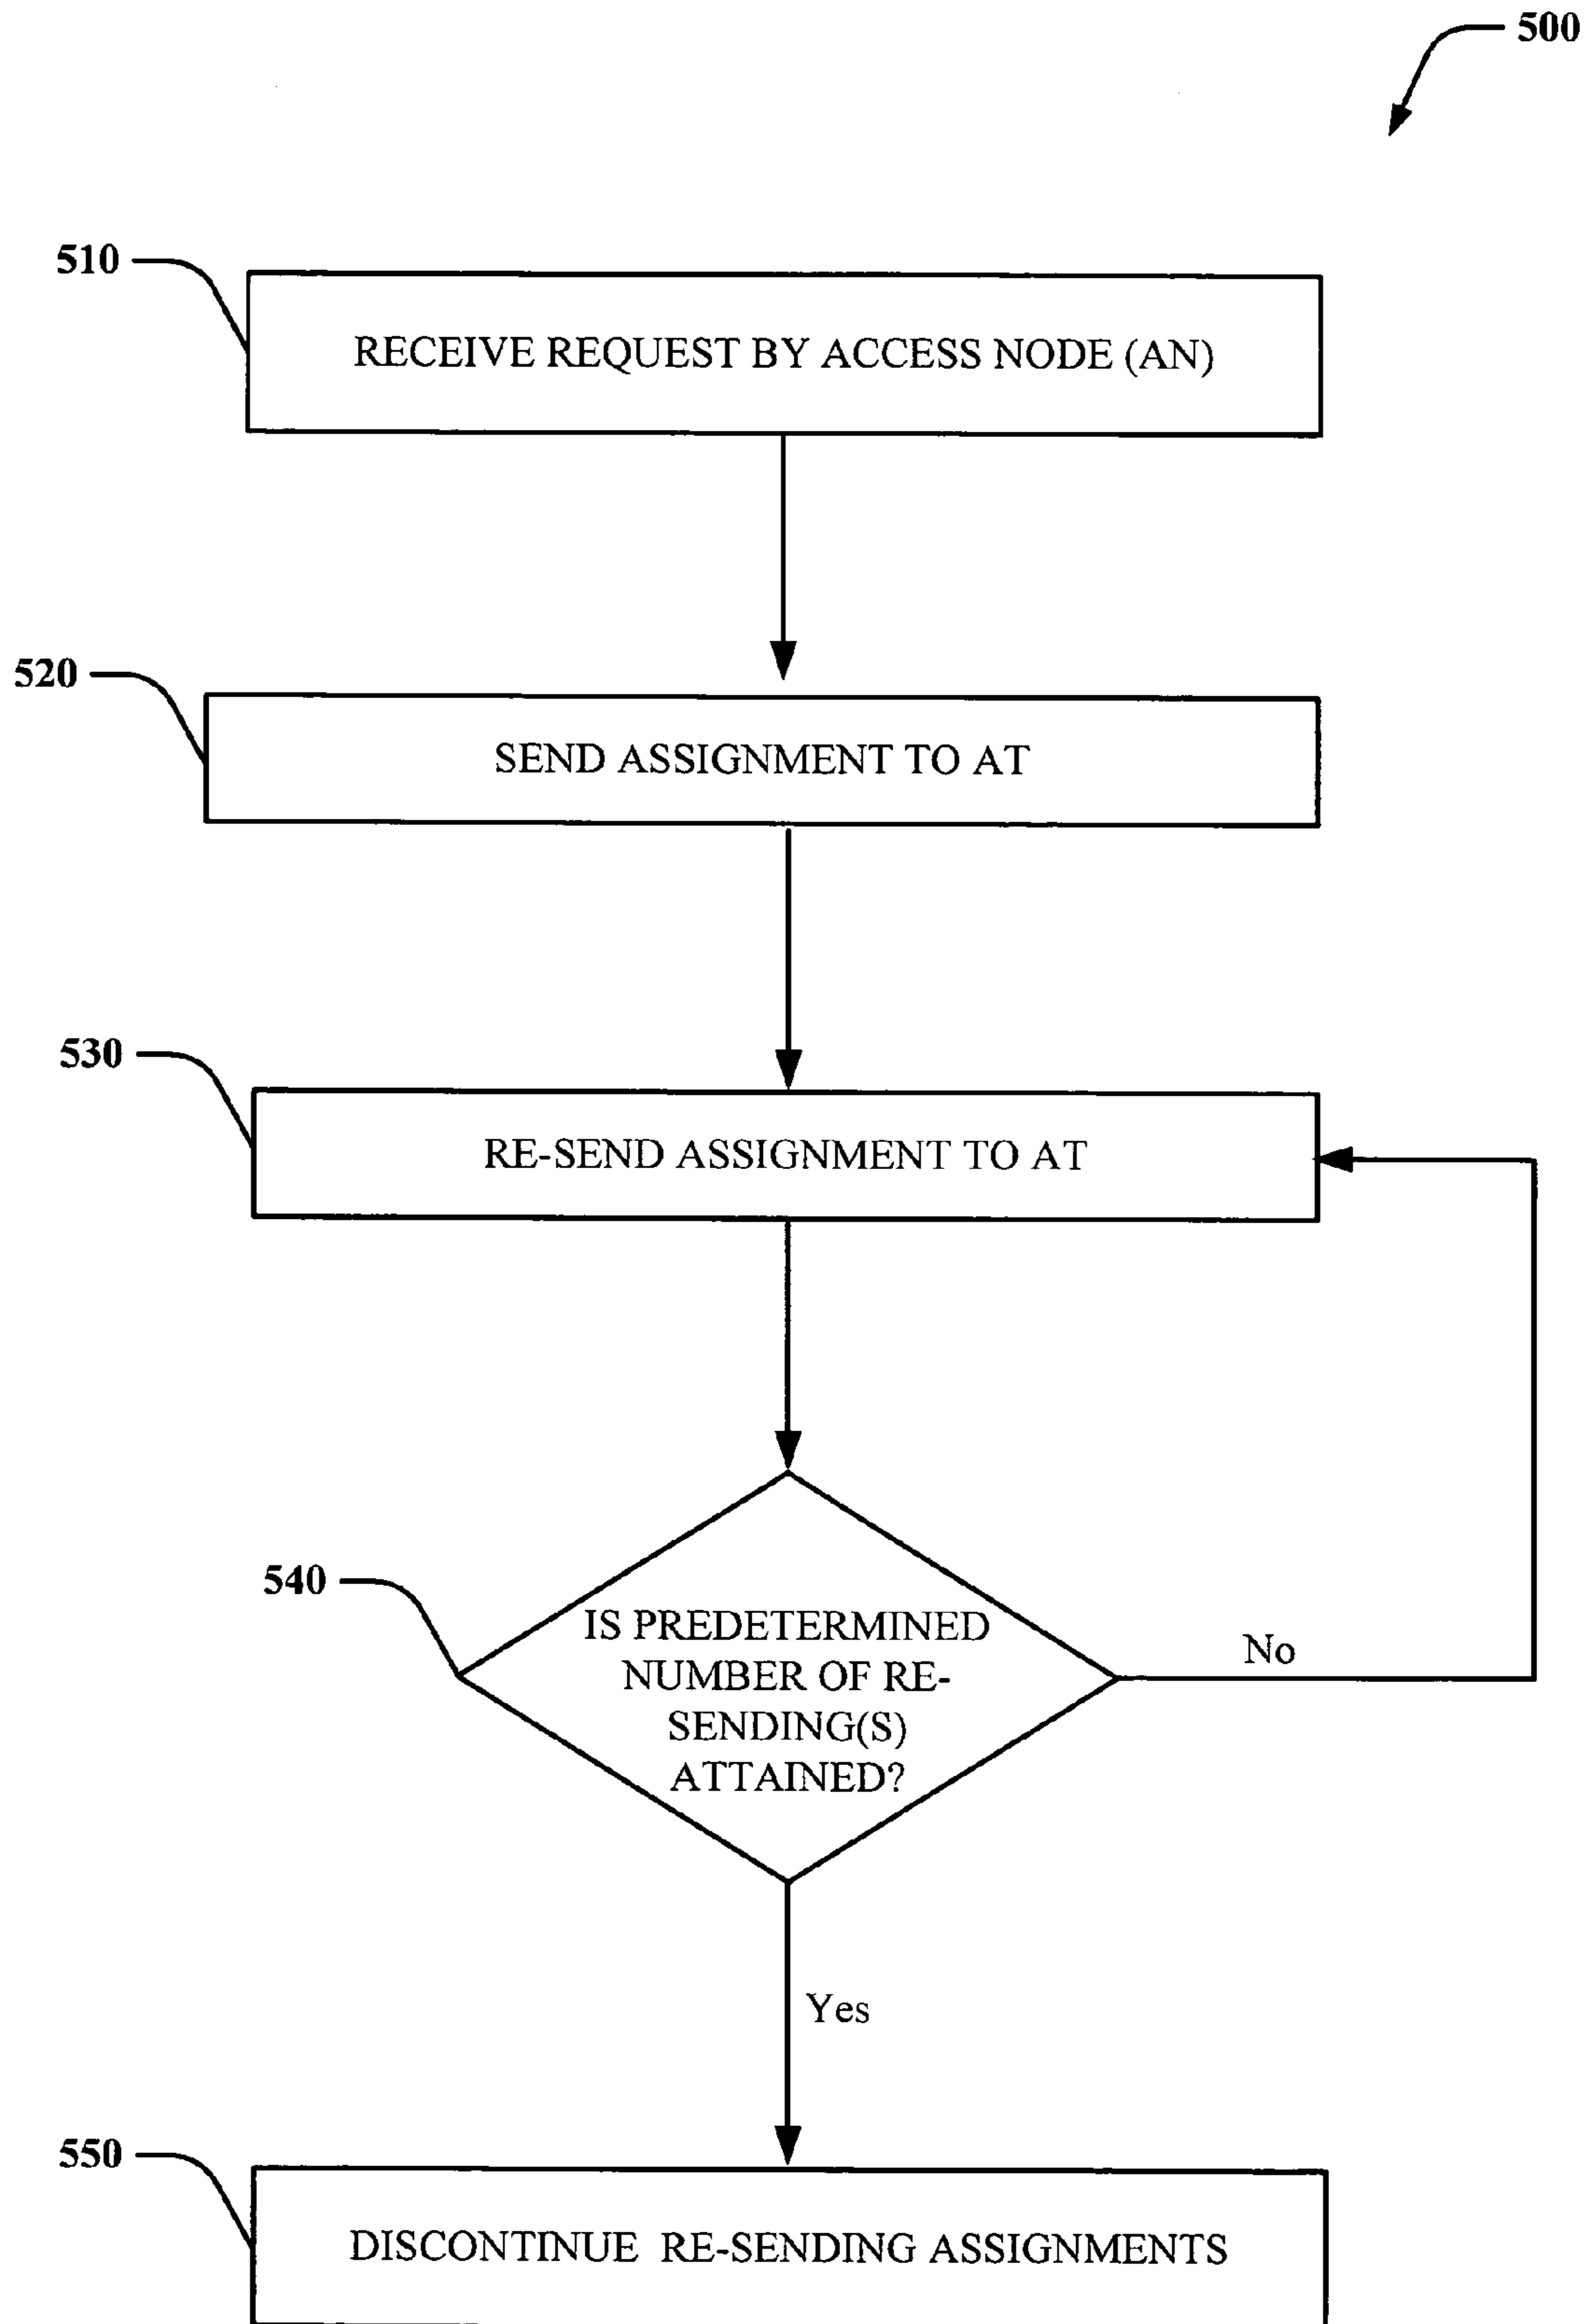 500
510
RECEIVE REQUEST BY ACCESS NODE (AN)
520
SEND ASSIGNMENT TO AT
530
RE-SEND ASSIGNMENT TO AT
540
IS PREDETERMINED
NUMBER OF RE-
SENDING(S)
ATTAINED?
No
Yes
550
DISCONTINUE RE-SENDING ASSIGNMENTS